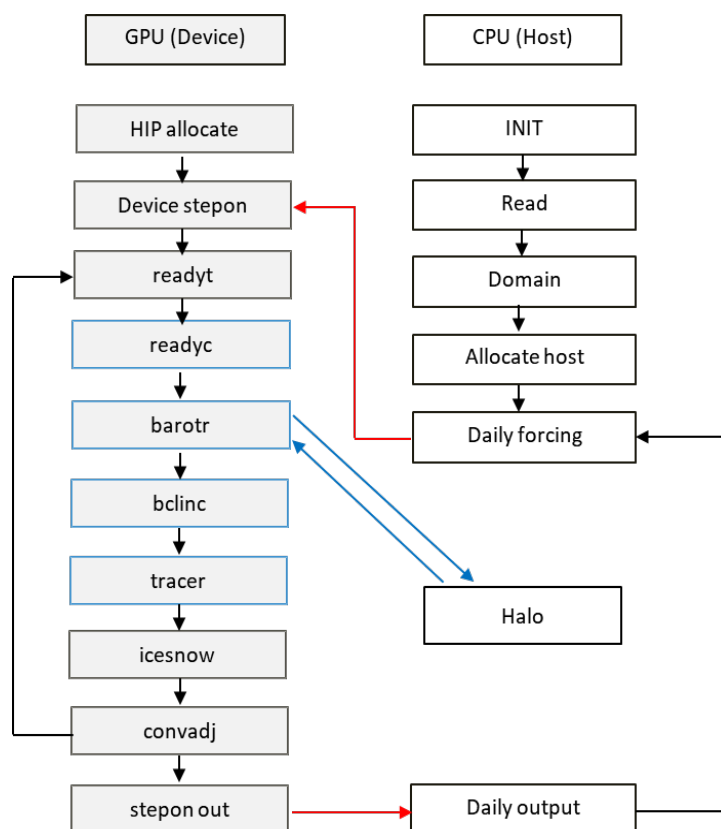 GPU (Device)
CPU (Host)
HIP allocate
INIT
Device stepon
Read
readyt
Domain
readyc
Allocate host
barotr
Daily forcing
bclinc
tracer
Halo
icesnow
convadj
stepon out
Daily output